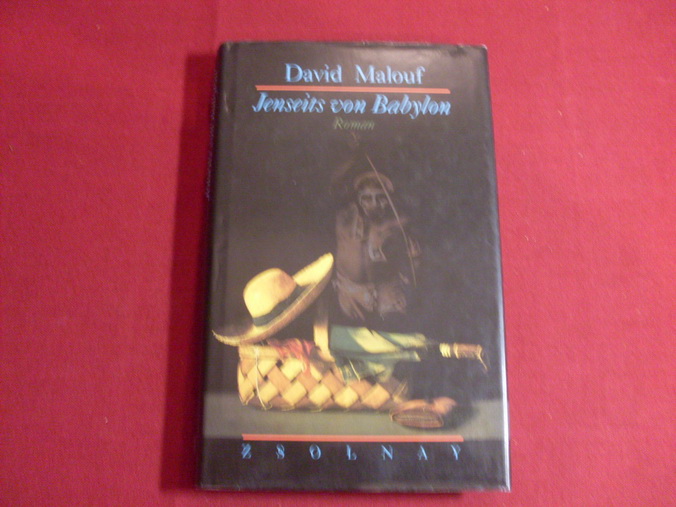 David Malouf
Jenseits von Babylon
Roman
ZSOLNAY